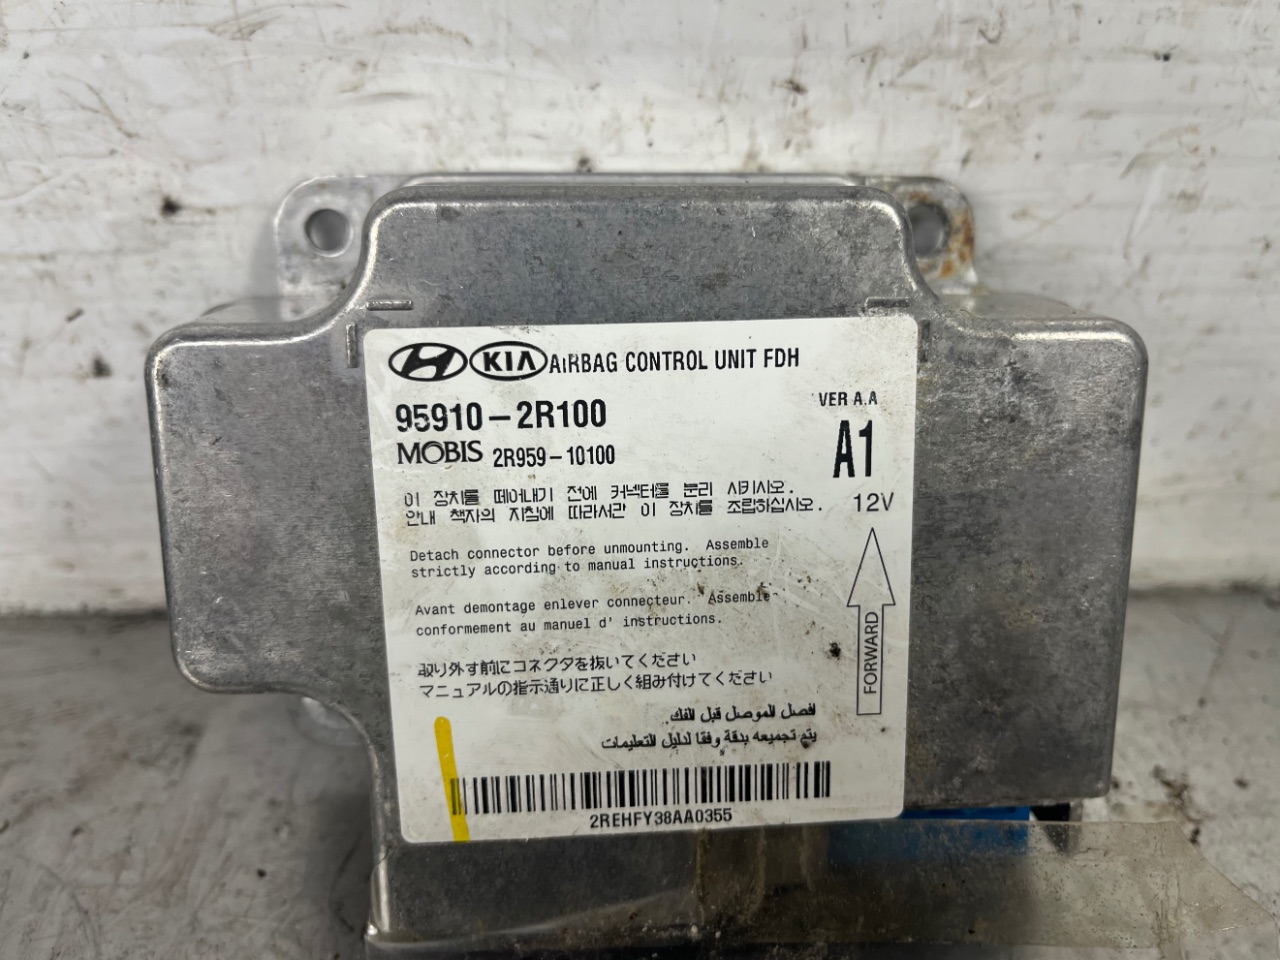 KIA AIRBAG CONTROL UNIT FDH
95910-2R100
VER A.A
MOBIS 2R959-10100
A1
이 장치를 떼어내기 전에 커넥터를 분리 시키시오.
안내 책자의 지침에 따라서만 이 장치를 조립하십시오.
12V
Detach connector before unmounting. Assemble
strictly according to manual instructions.
Avant demontage enlever connecteur. Assemble
conformement au manuel d' instructions.
FORWARD
取り外す前にコネクタを抜いてください
マニュアルの指示通りに正しく組み付けてください
افصل الموصل قبل الفك.
يتم تجميعه بدقة وفقا لدليل التعليمات
2REHFY38AA0355